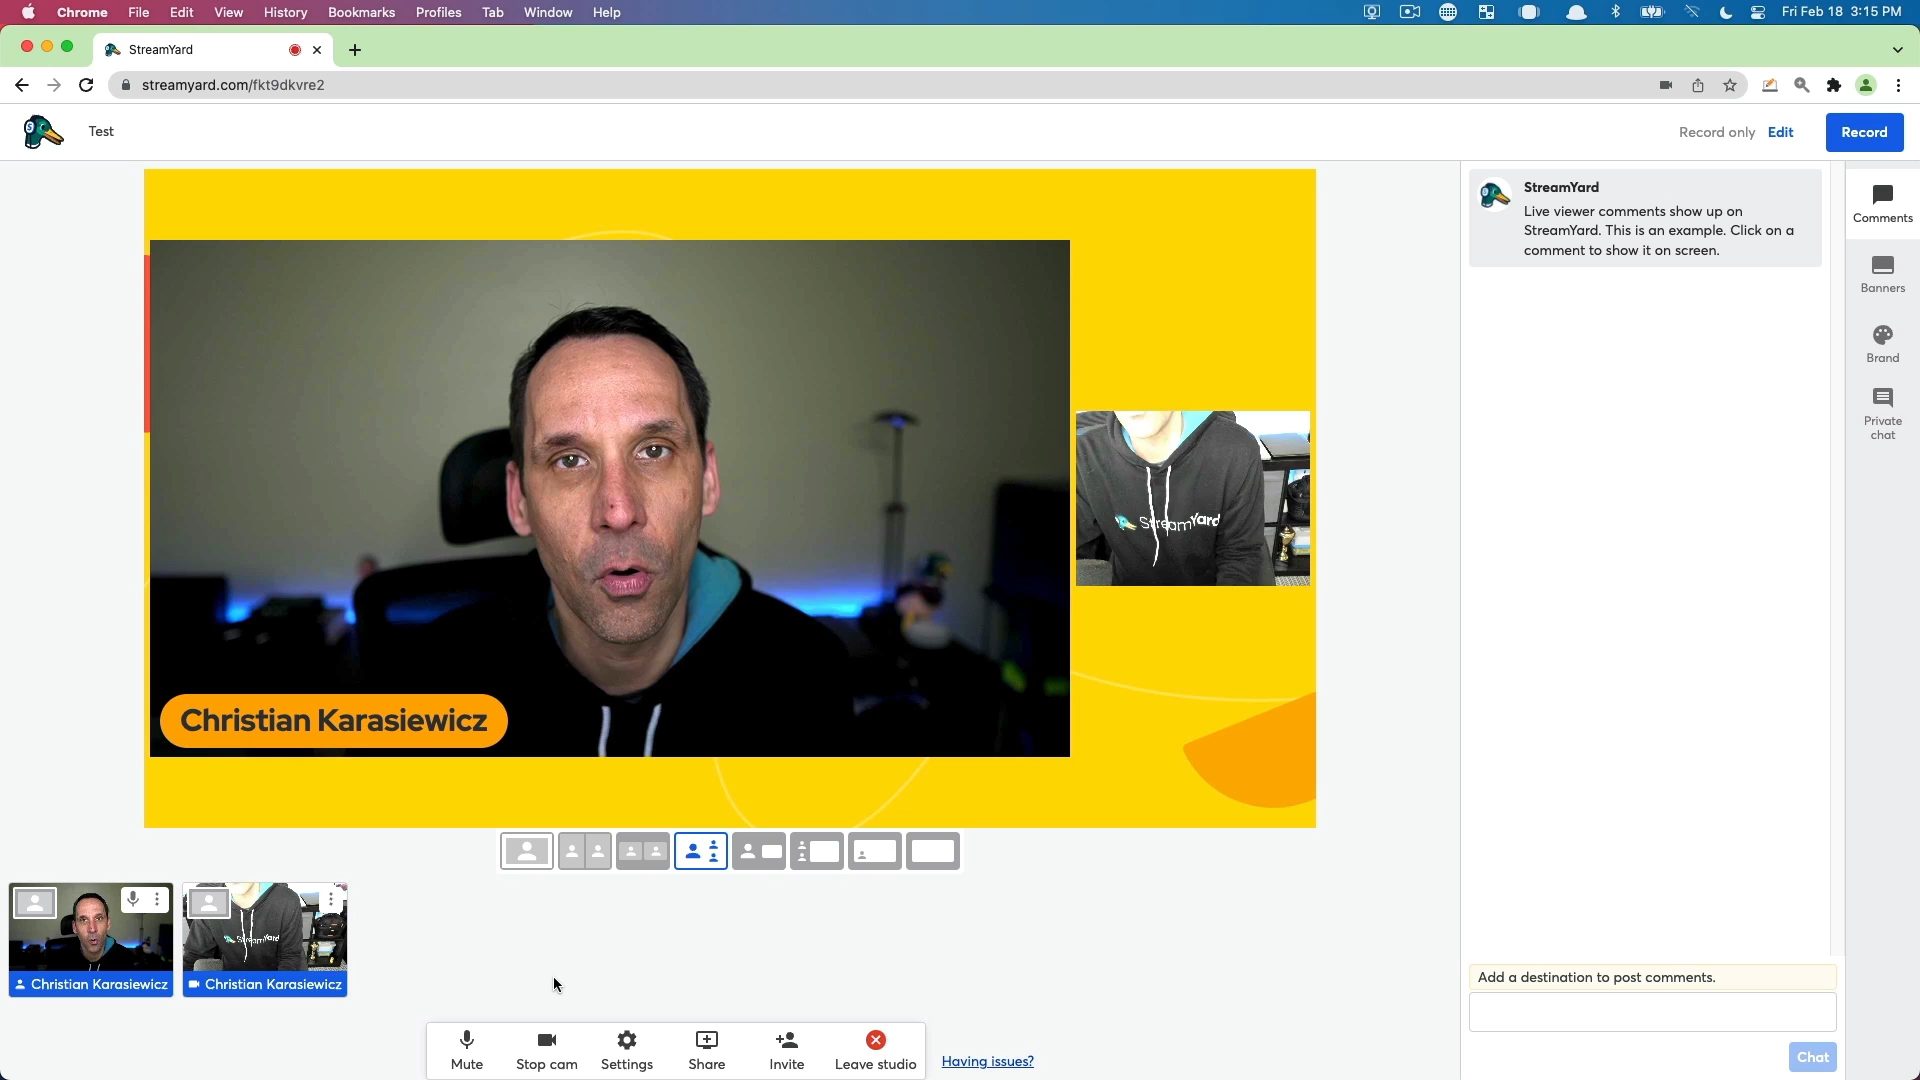 Chrome File Edit View History Bookmarks Profiles Tab Window Help Fri Feb 18 3:15 PM
StreamYard
streamyard.com/fkt9dkvre2
Test
Record only Edit Record
StreamYard
Live viewer comments show up on
StreamYard. This is an example. Click on a
comment to show it on screen.
Comments
Banners
Brand
Private
chat
StreamYard
Christian Karasiewicz
StreamYard
Christian Karasiewicz
Christian Karasiewicz
Add a destination to post comments.
Chat
Mute Stop cam Settings Share Invite Leave studio Having issues?